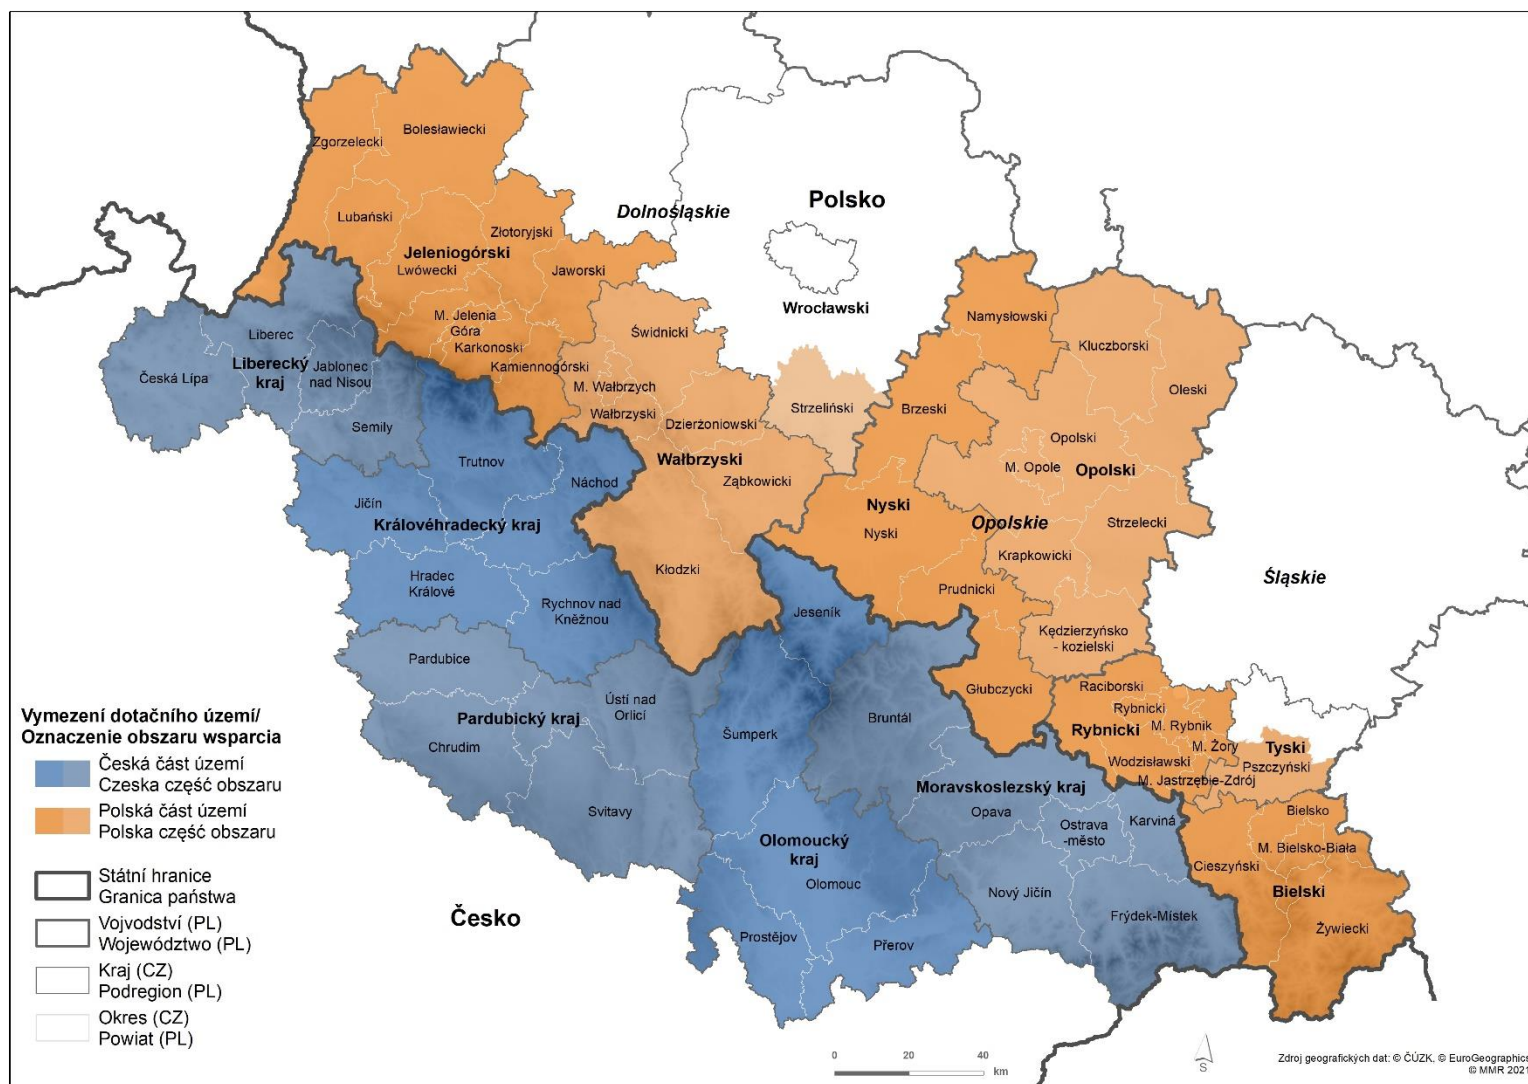 Zgorzelecki
Bolesławiecki
Lubański
Złotoryjski
Jeleniogórski
Lwówecki
Jaworski
M. Jelenia
Góra
Karkonoski
Kamiennogórski
Dolnośląskie
Polsko
Wrocławski
Świdnicki
M. Wałbrzych
Wałbrzyski
Dzierżoniowski
Strzeliński
Wałbrzyski
Ząbkowicki
Kłodzki
Namysłowski
Kluczborski
Oleski
Brzeski
Opolski
M. Opole
Opolski
Nyski
Nyski
Opolskie
Strzelecki
Krapkowicki
Prudnicki
Kędzierzyńsko
- kozielski
Głubczycki
Śląskie
Raciborski
Rybnicki
M. Rybnik
Rybnicki
M. Żory
Wodzisławski
M. Jastrzębie-Zdrój
Tyski
Pszczyński
Bielsko
M. Bielsko-Biała
Cieszyński
Bielski
Żywiecki
Liberec
Liberecký
kraj
Jablonec
nad Nisou
Česká Lípa
Semily
Trutnov
Náchod
Jičín
Královéhradecký kraj
Hradec
Králové
Rychnov nad
Kněžnou
Pardubice
Ústí nad
Orlicí
Pardubický kraj
Chrudim
Svitavy
Jeseník
Šumperk
Bruntál
Moravskoslezský kraj
Opava
Ostrava
-město
Karviná
Olomoucký
kraj
Olomouc
Nový Jičín
Frýdek-Místek
Prostějov
Přerov
Česko
Vymezení dotačního území/
Oznaczenie obszaru wsparcia
Česká část území
Czeska część obszaru
Polská část území
Polska część obszaru
Státní hranice
Granica państwa
Vojvodství (PL)
Województwo (PL)
Kraj (CZ)
Podregion (PL)
Okres (CZ)
Powiat (PL)
0 20 40
km
S
Zdroj geografických dat: © ČÚZK, © EuroGeographics
© MMR 2021